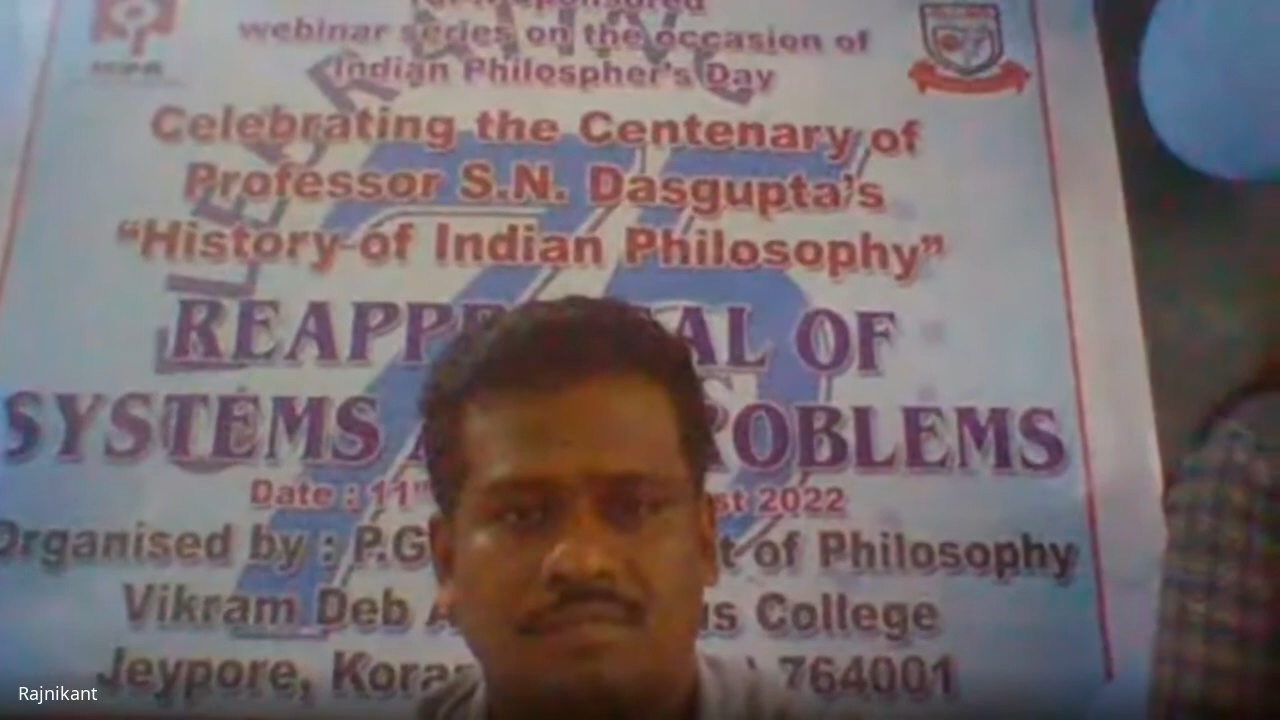 webinar series on the occasion of
Indian Philospher's Day
Celebrating the Centenary of
Professor S.N. Dasgupta's
"History of Indian Philosophy"
REAPP AL OF
SYSTEMS A ROBLEMS
Date : 11th st 2022
Organised by : P.G t of Philosophy
Vikram Deb A us College
Jeypore, Kora ) 764001
Rajnikant